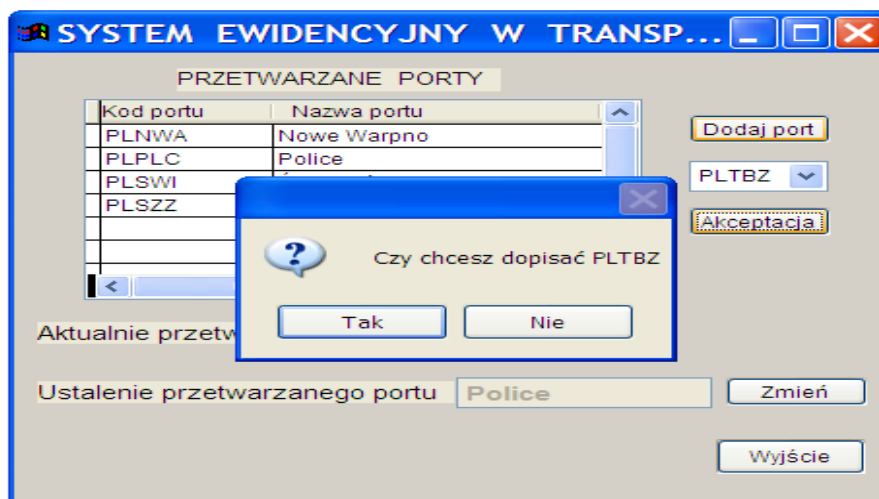 SYSTEM EWIDENCYJNY W TRANSP...
PRZETWARZANE PORTY
Kod portu Nazwa portu
PLNWA Nowe Warpno
PLPLC Police
PLSWI
PLSZZ
Dodaj port
PLTBZ
Akceptacja
Czy chcesz dopisać PLTBZ
Tak Nie
Aktualnie
Ustalenie przetwarzanego portu Police Zmień
Wyjście